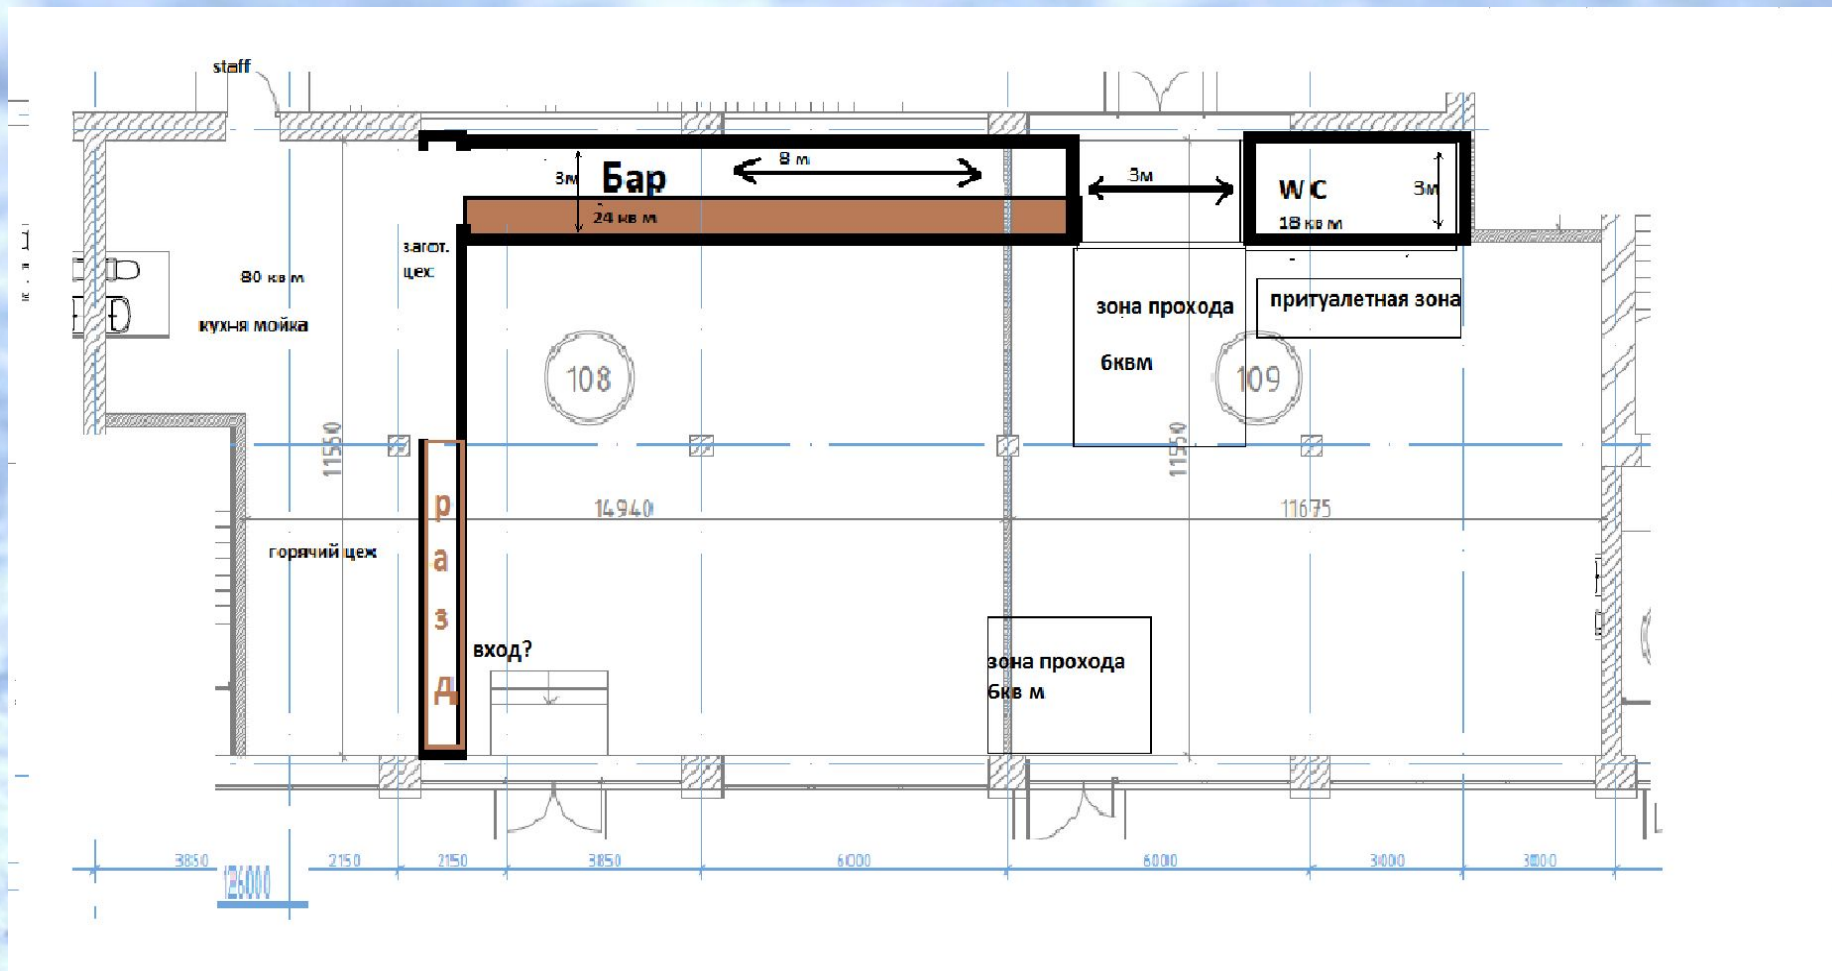 staff
Бар
8 м
3м
24 кв м
3м
WC
3м
18 кв м
загот.
цех
80 кв м
кухня мойка
зона прохода
6квм
притуалетная зона
108
109
11550
11550
14940
11675
разд
горячий цех
вход?
зона прохода
6кв м
3850
2150
2150
3850
6000
6000
3000
3000